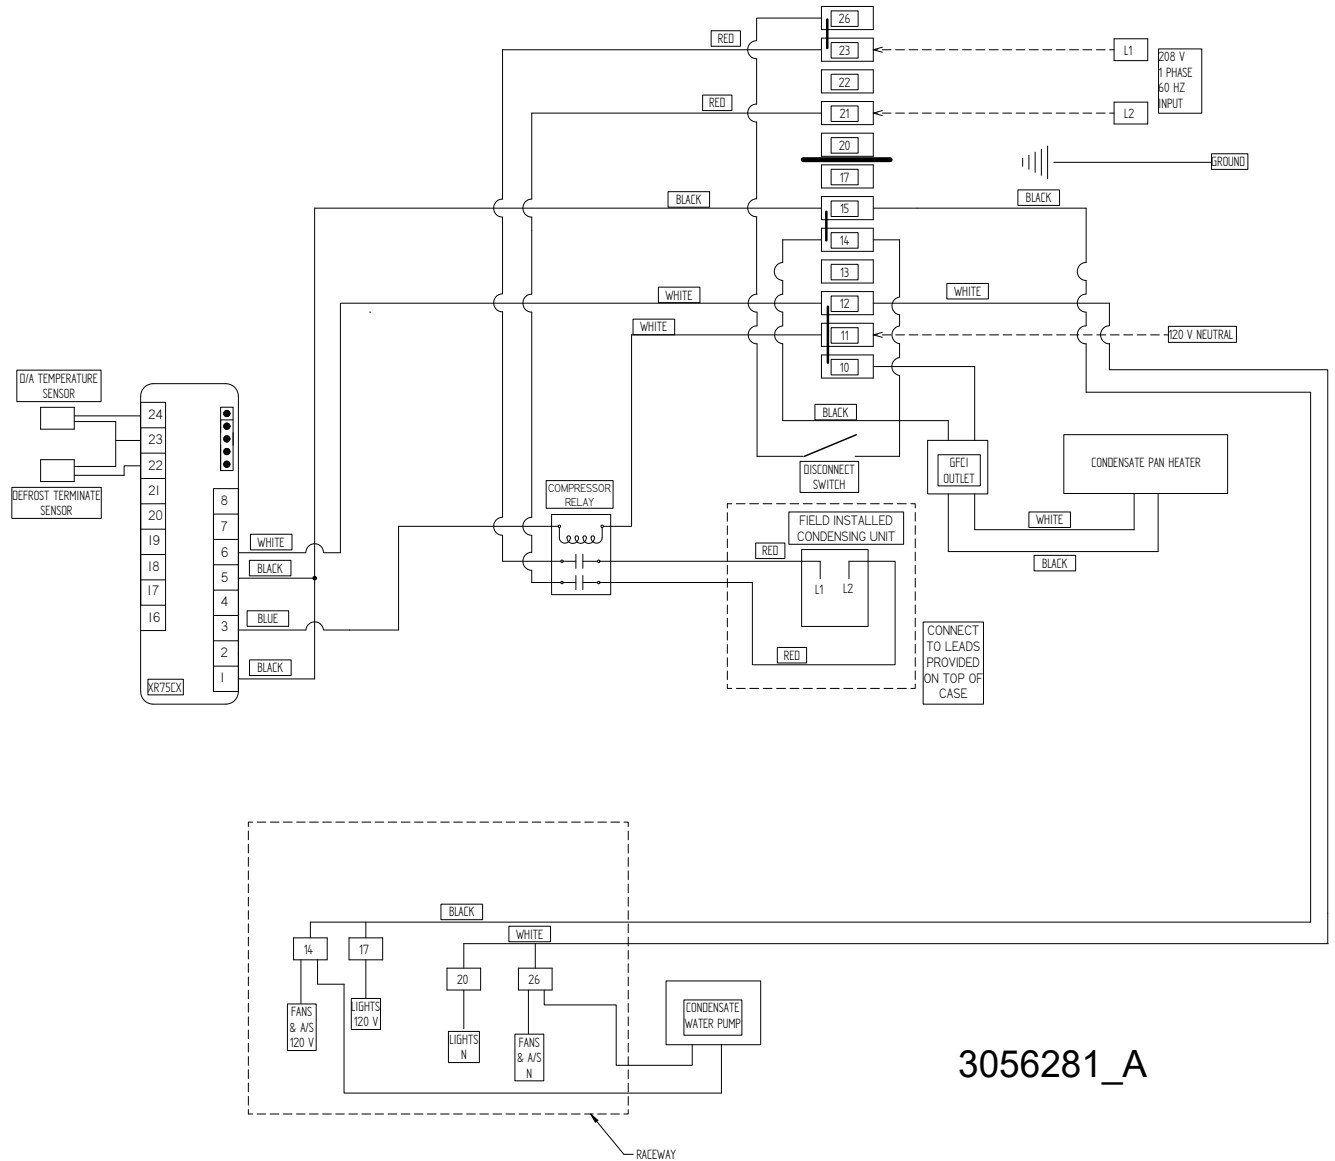 26
RED
23
L1
208 V
1 PHASE
60 HZ
INPUT
22
RED
21
L2
20
GROUND
17
BLACK
15
BLACK
14
13
WHITE
12
WHITE
WHITE
11
120 V NEUTRAL
10
D/A TEMPERATURE
SENSOR
DEFROST TERMINATE
SENSOR
24
23
22
21
20
19
18
17
16
8
7
6
5
4
3
2
1
XR75CX
WHITE
BLACK
BLUE
BLACK
BLACK
DISCONNECT
SWITCH
GFCI
OUTLET
CONDENSATE PAN HEATER
WHITE
BLACK
COMPRESSOR
RELAY
FIELD INSTALLED
CONDENSING UNIT
RED
L1
L2
RED
CONNECT
TO LEADS
PROVIDED
ON TOP OF
CASE
BLACK
WHITE
14
17
20
26
FANS
& A/S
120 V
LIGHTS
120 V
LIGHTS
N
FANS
& A/S
N
CONDENSATE
WATER PUMP
3056281_A
RACEWAY